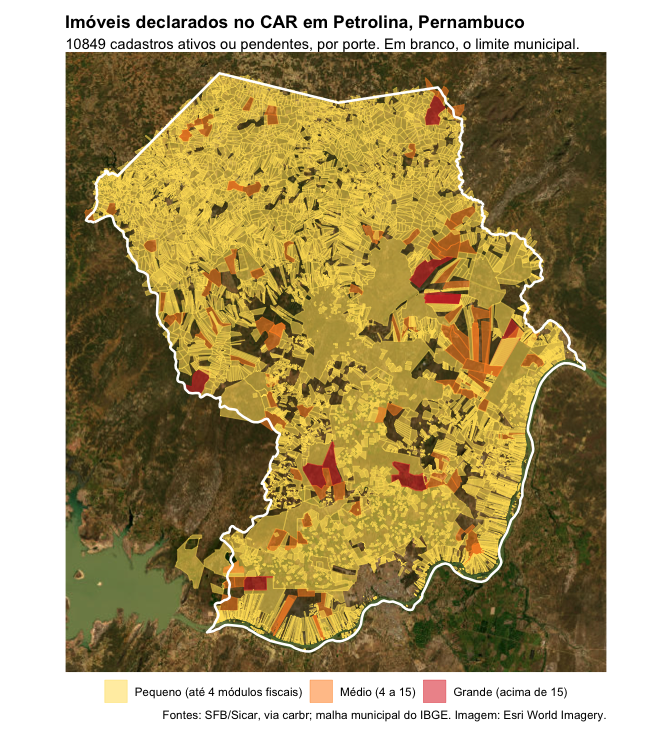 Imóveis declarados no CAR em Petrolina, Pernambuco
10849 cadastros ativos ou pendentes, por porte. Em branco, o limite municipal.
Pequeno (até 4 módulos fiscais) Médio (4 a 15) Grande (acima de 15)
Fontes: SFB/Sicar, via carbr; malha municipal do IBGE. Imagem: Esri World Imagery.